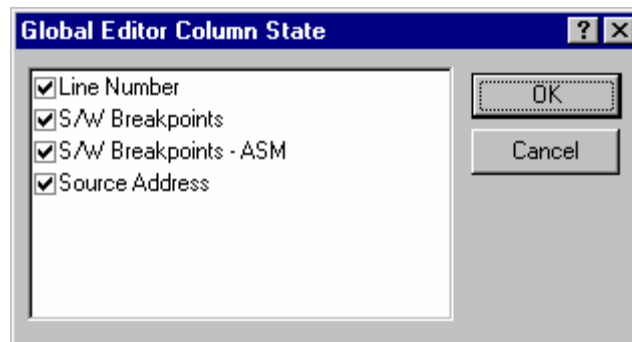 Global Editor Column State
Line Number
S/W Breakpoints
S/W Breakpoints - ASM
Source Address
OK
Cancel